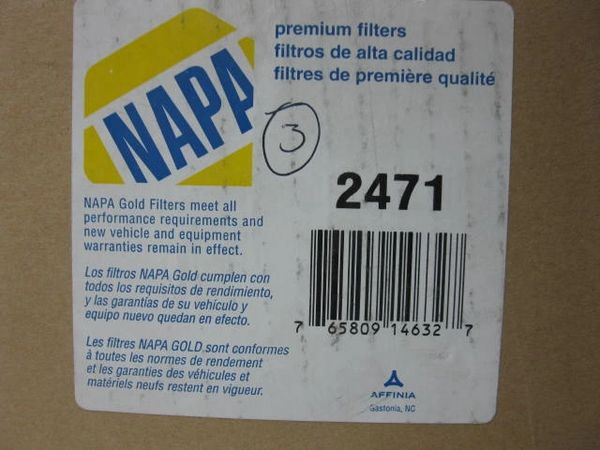 NAPA
premium filters
filtros de alta calidad
filtres de première qualité
3
2471
NAPA Gold Filters meet all
performance requirements and
new vehicle and equipment
warranties remain in effect.
Los filtros NAPA Gold cumplen con
todos los requisitos de rendimiento,
y las garantías de su vehículo y
equipo nuevo quedan en efecto.
Les filtres NAPA GOLD sont conformes
à toutes les normes de rendement
et les garanties des véhicules et
matériels neufs restent en vigueur.
7 65809 14632 7
AFFINIA
Gastonia, NC